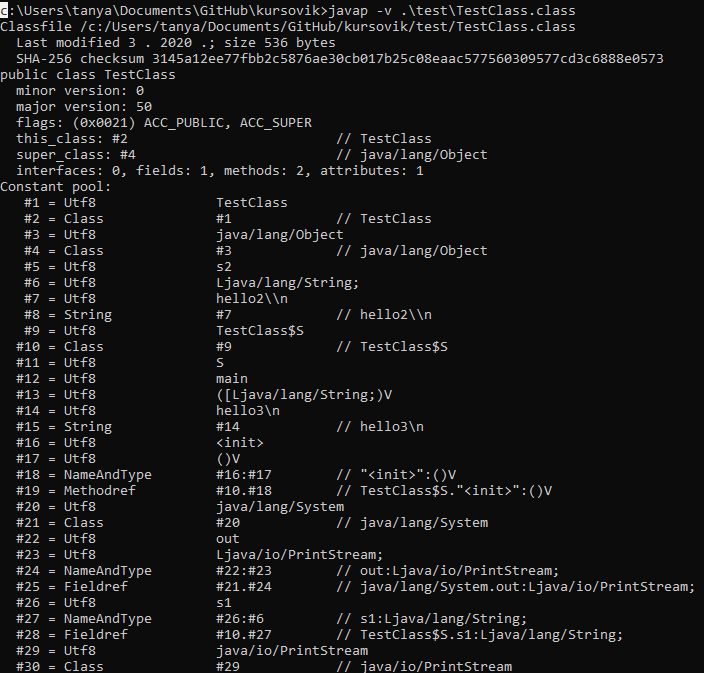 c:\Users\tanya\Documents\GitHub\kursovik>javap -v .\test\TestClass.class
Classfile /c:/Users/tanya/Documents/GitHub/kursovik/test/TestClass.class
  Last modified 3 . 2020 .; size 536 bytes
  SHA-256 checksum 3145a12ee77fbb2c5876ae30cb017b25c08eaac577560309577cd3c6888e0573
public class TestClass
  minor version: 0
  major version: 50
  flags: (0x0021) ACC_PUBLIC, ACC_SUPER
  this_class: #2                          // TestClass
  super_class: #4                         // java/lang/Object
  interfaces: 0, fields: 1, methods: 2, attributes: 1
Constant pool:
   #1 = Utf8               TestClass
   #2 = Class              #1             // TestClass
   #3 = Utf8               java/lang/Object
   #4 = Class              #3             // java/lang/Object
   #5 = Utf8               s2
   #6 = Utf8               Ljava/lang/String;
   #7 = Utf8               hello2\\n
   #8 = String             #7             // hello2\\n
   #9 = Utf8               TestClass$S
  #10 = Class              #9             // TestClass$S
  #11 = Utf8               S
  #12 = Utf8               main
  #13 = Utf8               ([Ljava/lang/String;)V
  #14 = Utf8               hello3\n
  #15 = String             #14            // hello3\n
  #16 = Utf8               <init>
  #17 = Utf8               ()V
  #18 = NameAndType        #16:#17        // "<init>":()V
  #19 = Methodref          #10.#18        // TestClass$S."<init>":()V
  #20 = Utf8               java/lang/System
  #21 = Class              #20            // java/lang/System
  #22 = Utf8               out
  #23 = Utf8               Ljava/io/PrintStream;
  #24 = NameAndType        #22:#23        // out:Ljava/io/PrintStream;
  #25 = Fieldref           #21.#24        // java/lang/System.out:Ljava/io/PrintStream;
  #26 = Utf8               s1
  #27 = NameAndType        #26:#6         // s1:Ljava/lang/String;
  #28 = Fieldref           #10.#27        // TestClass$S.s1:Ljava/lang/String;
  #29 = Utf8               java/io/PrintStream
  #30 = Class              #29            // java/io/PrintStream